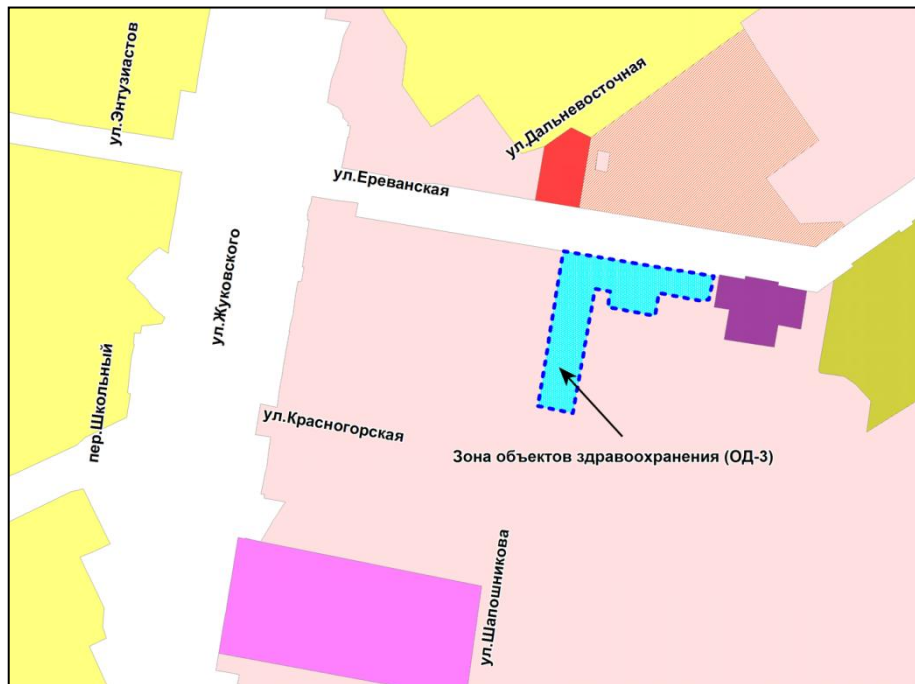 ул.Энтузиастов
ул.Дальневосточная
ул.Ереванская
ул.Жуковского
пер.Школьный
ул.Красногорская
Зона объектов здравоохранения (ОД-3)
ул.Шапошникова